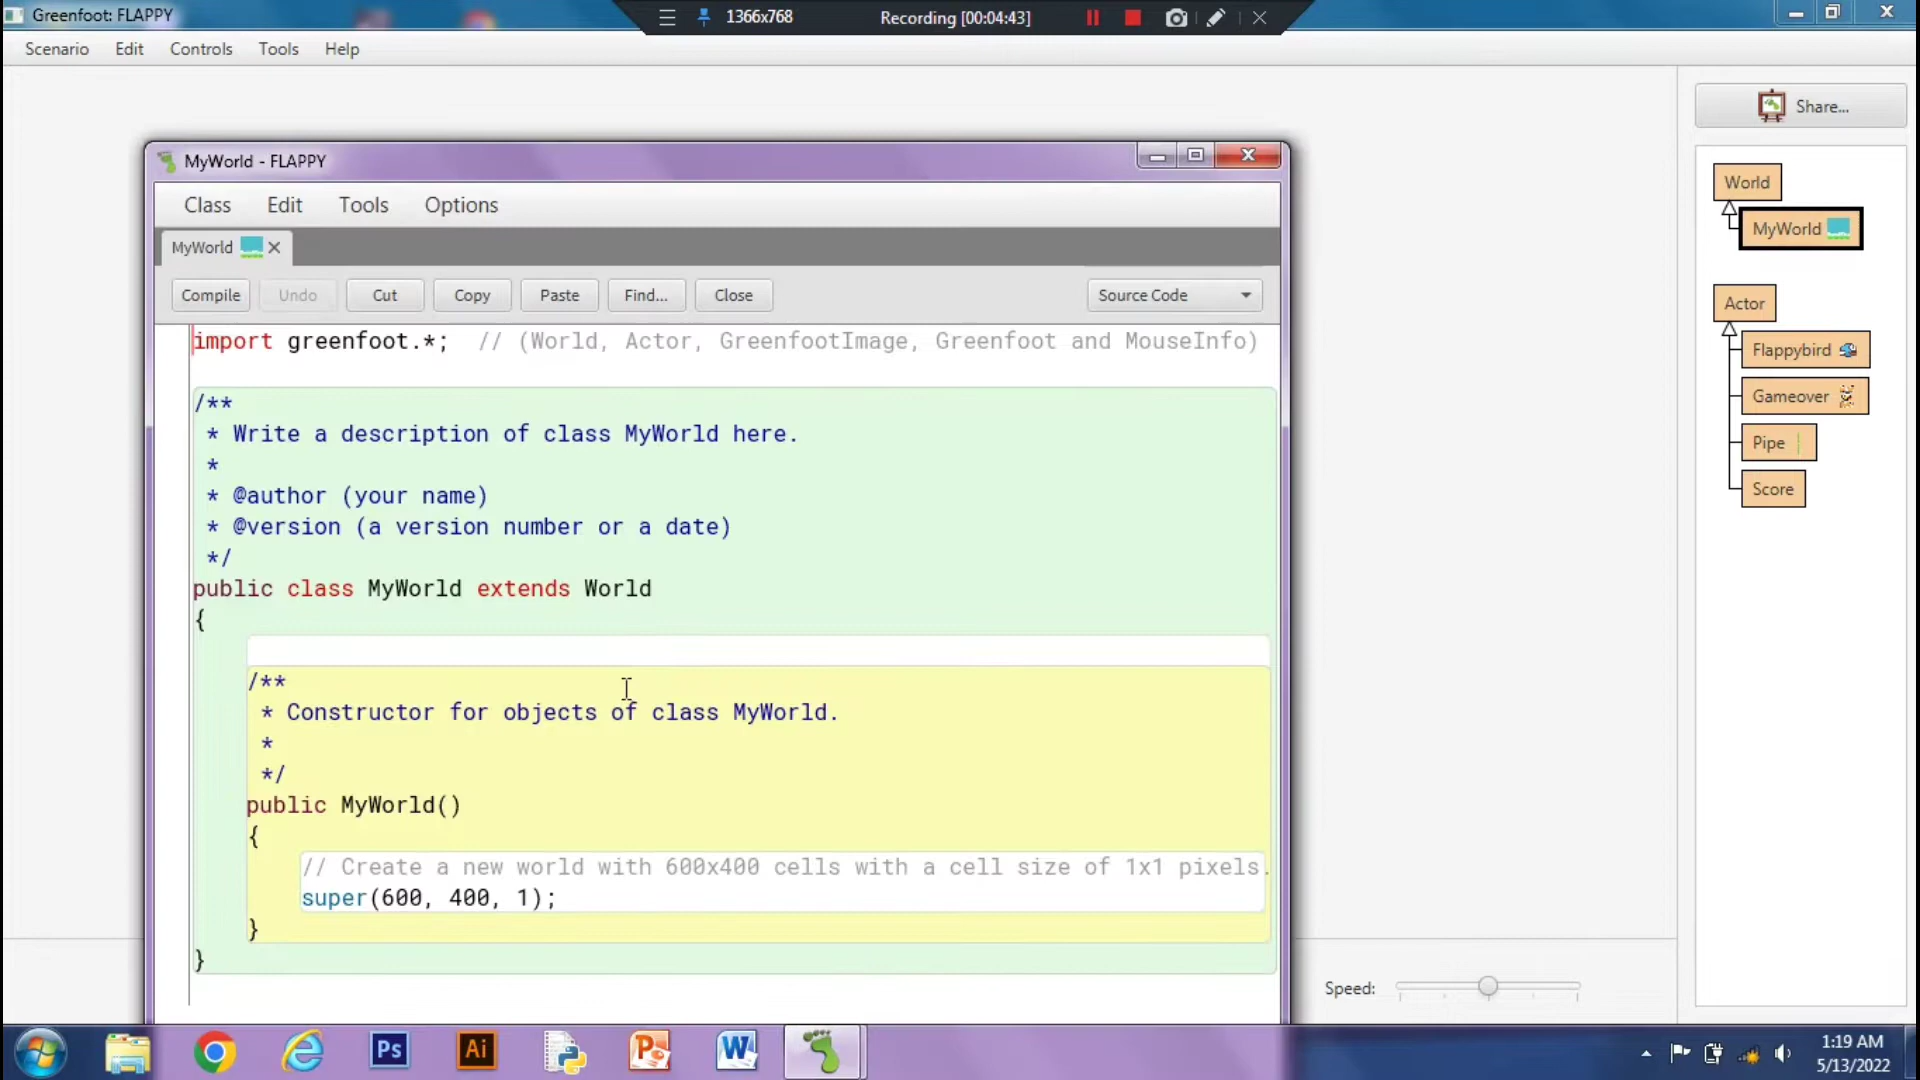 Greenfoot: FLAPPY
1366x768
Recording [00:04:43]
Scenario Edit Controls Tools Help
Share...
World
MyWorld
Actor
Flappybird
Gameover
Pipe
Score
MyWorld - FLAPPY
Class Edit Tools Options
MyWorld
Compile Undo Cut Copy Paste Find... Close Source Code
import greenfoot.*;  // (World, Actor, GreenfootImage, Greenfoot and MouseInfo)
/**
 * Write a description of class MyWorld here.
 *
 * @author (your name)
 * @version (a version number or a date)
 */
public class MyWorld extends World
{
/**
 * Constructor for objects of class MyWorld.
 *
 */
public MyWorld()
{
// Create a new world with 600x400 cells with a cell size of 1x1 pixels.
super(600, 400, 1);
}
}
Speed:
Ps
Ai
1:19 AM
5/13/2022